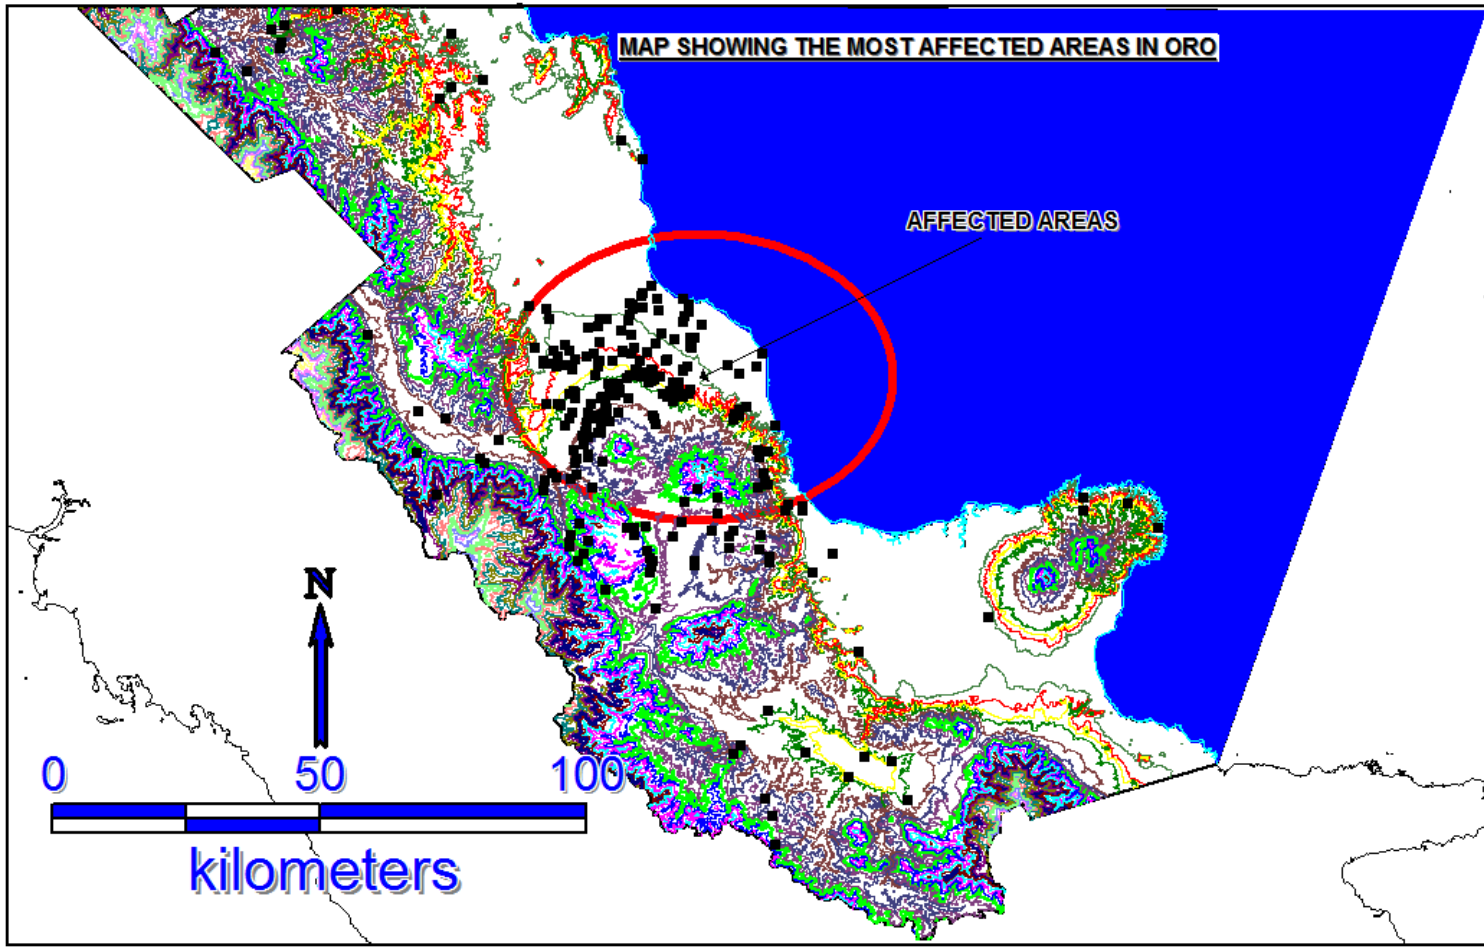 MAP SHOWING THE MOST AFFECTED AREAS IN ORO
AFFECTED AREAS
N
0 50 100
kilometers